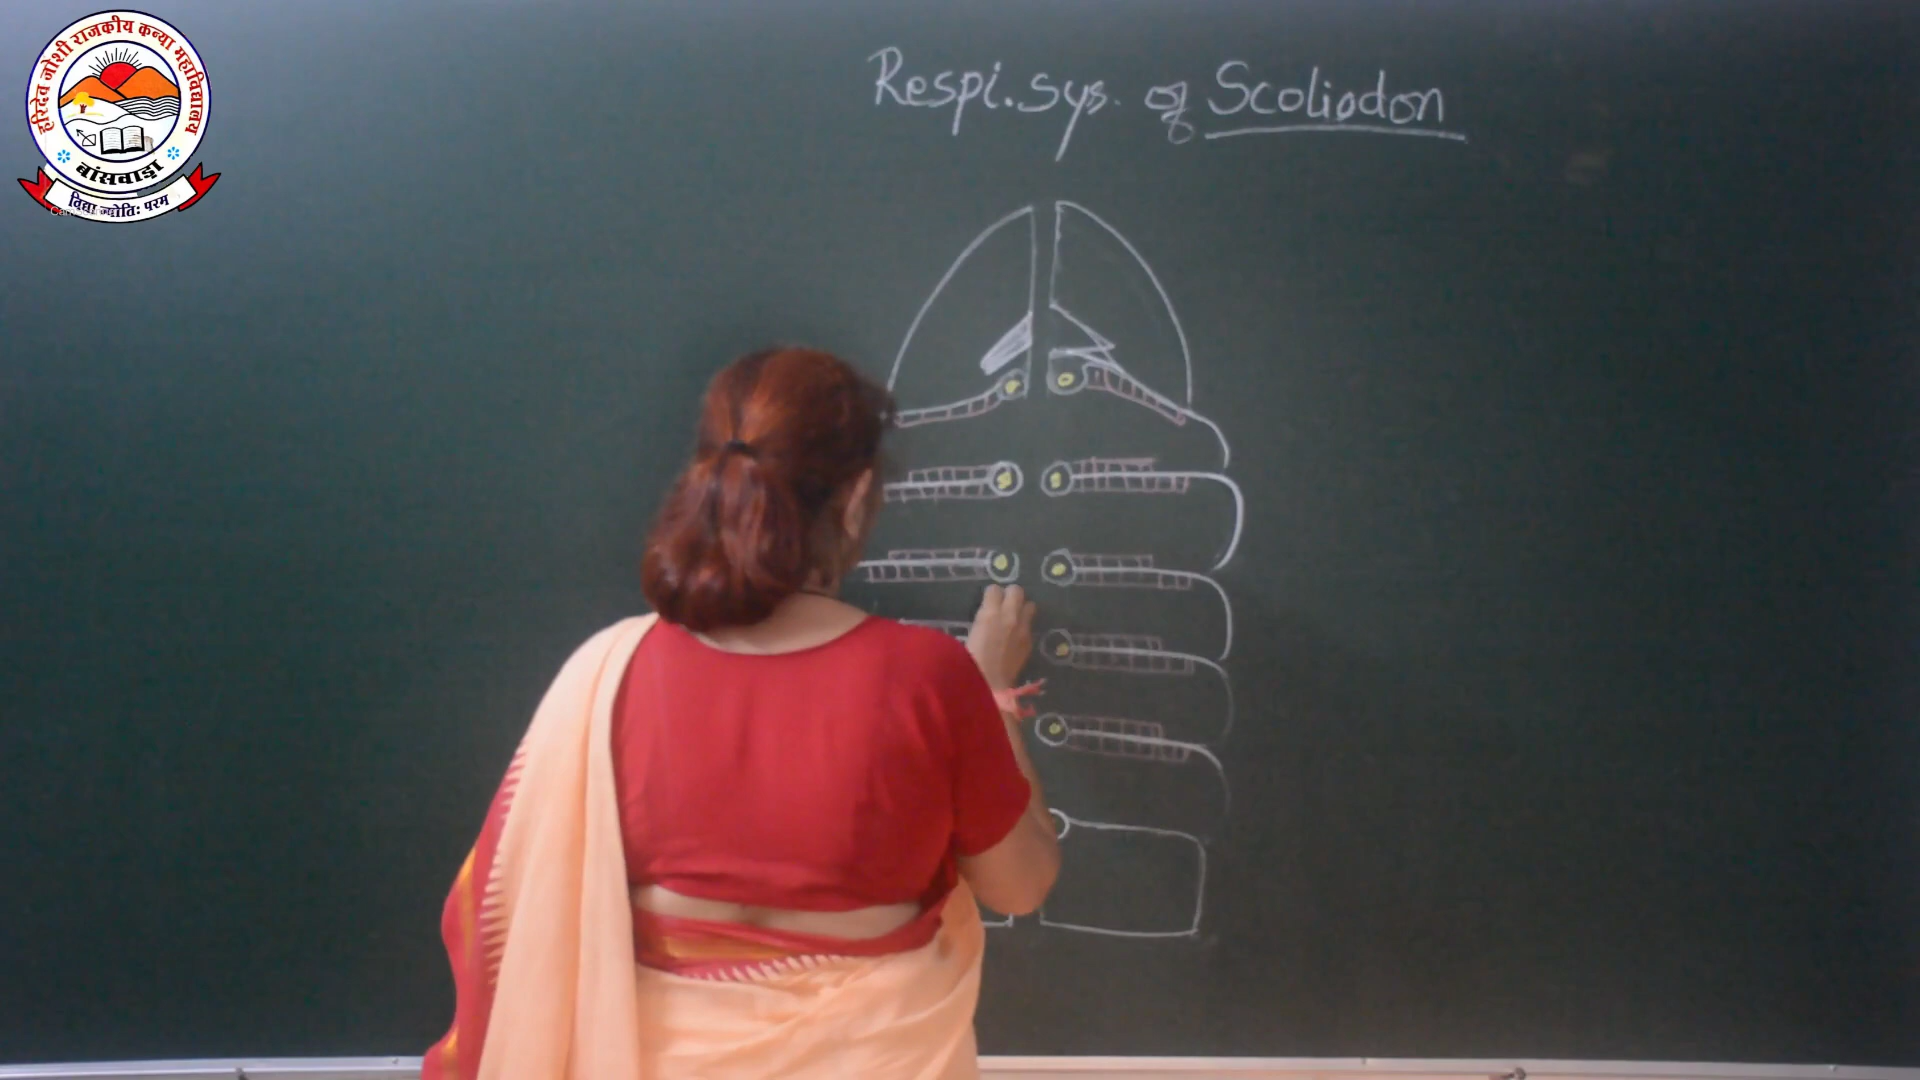 हरिदेव जोशी राजकीय कन्या महाविद्यालय
बांसवाड़ा
विद्या ज्योतिः परम
Respi. Sys. of Scoliodon